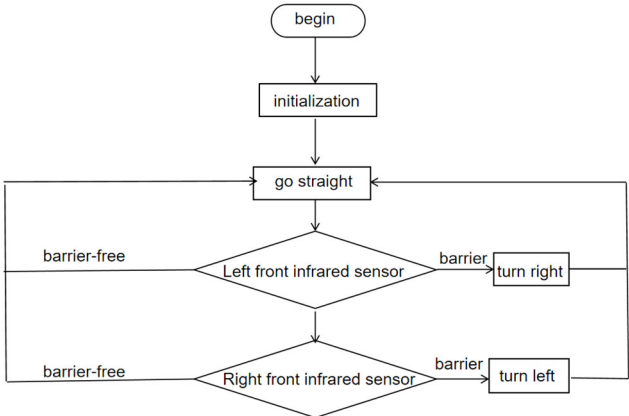 begin
initialization
go straight
barrier-free
Left front infrared sensor
barrier
turn right
barrier-free
Right front infrared sensor
barrier
turn left